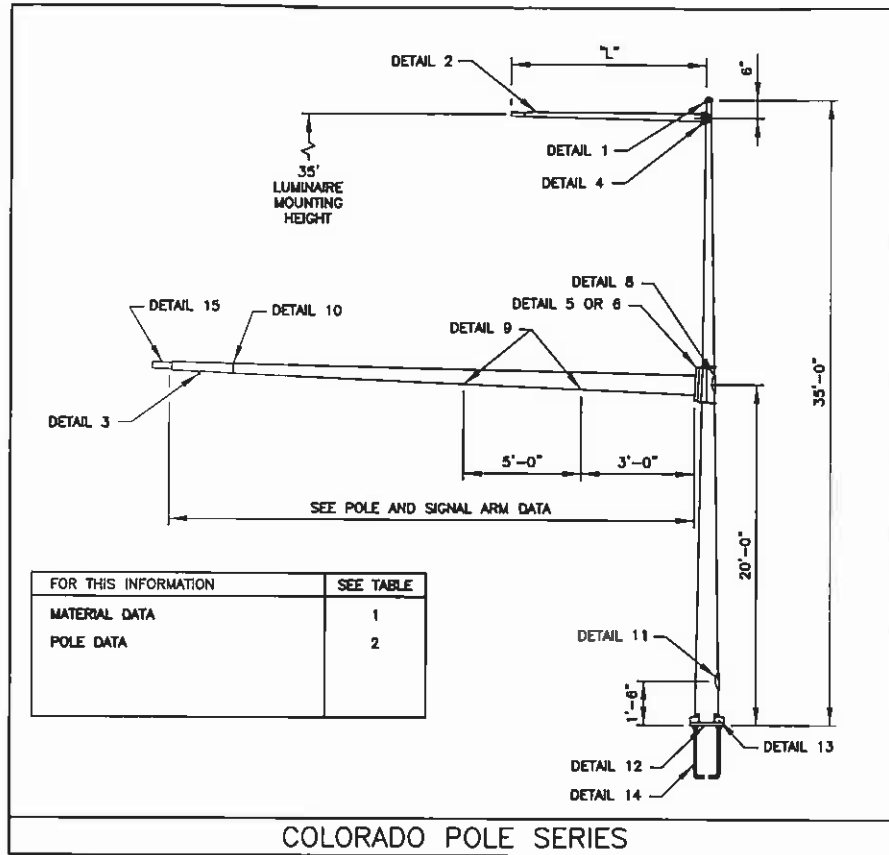 "L"
6"
DETAIL 2
DETAIL 1
DETAIL 4
35'
LUMINAIRE
MOUNTING
HEIGHT
DETAIL 8
DETAIL 5 OR 6
DETAIL 15
DETAIL 10
DETAIL 9
DETAIL 3
35'-0"
5'-0"
3'-0"
SEE POLE AND SIGNAL ARM DATA
20'-0"
FOR THIS INFORMATION SEE TABLE
MATERIAL DATA 1
POLE DATA 2
DETAIL 11
1'-6"
DETAIL 13
DETAIL 12
DETAIL 14
COLORADO POLE SERIES